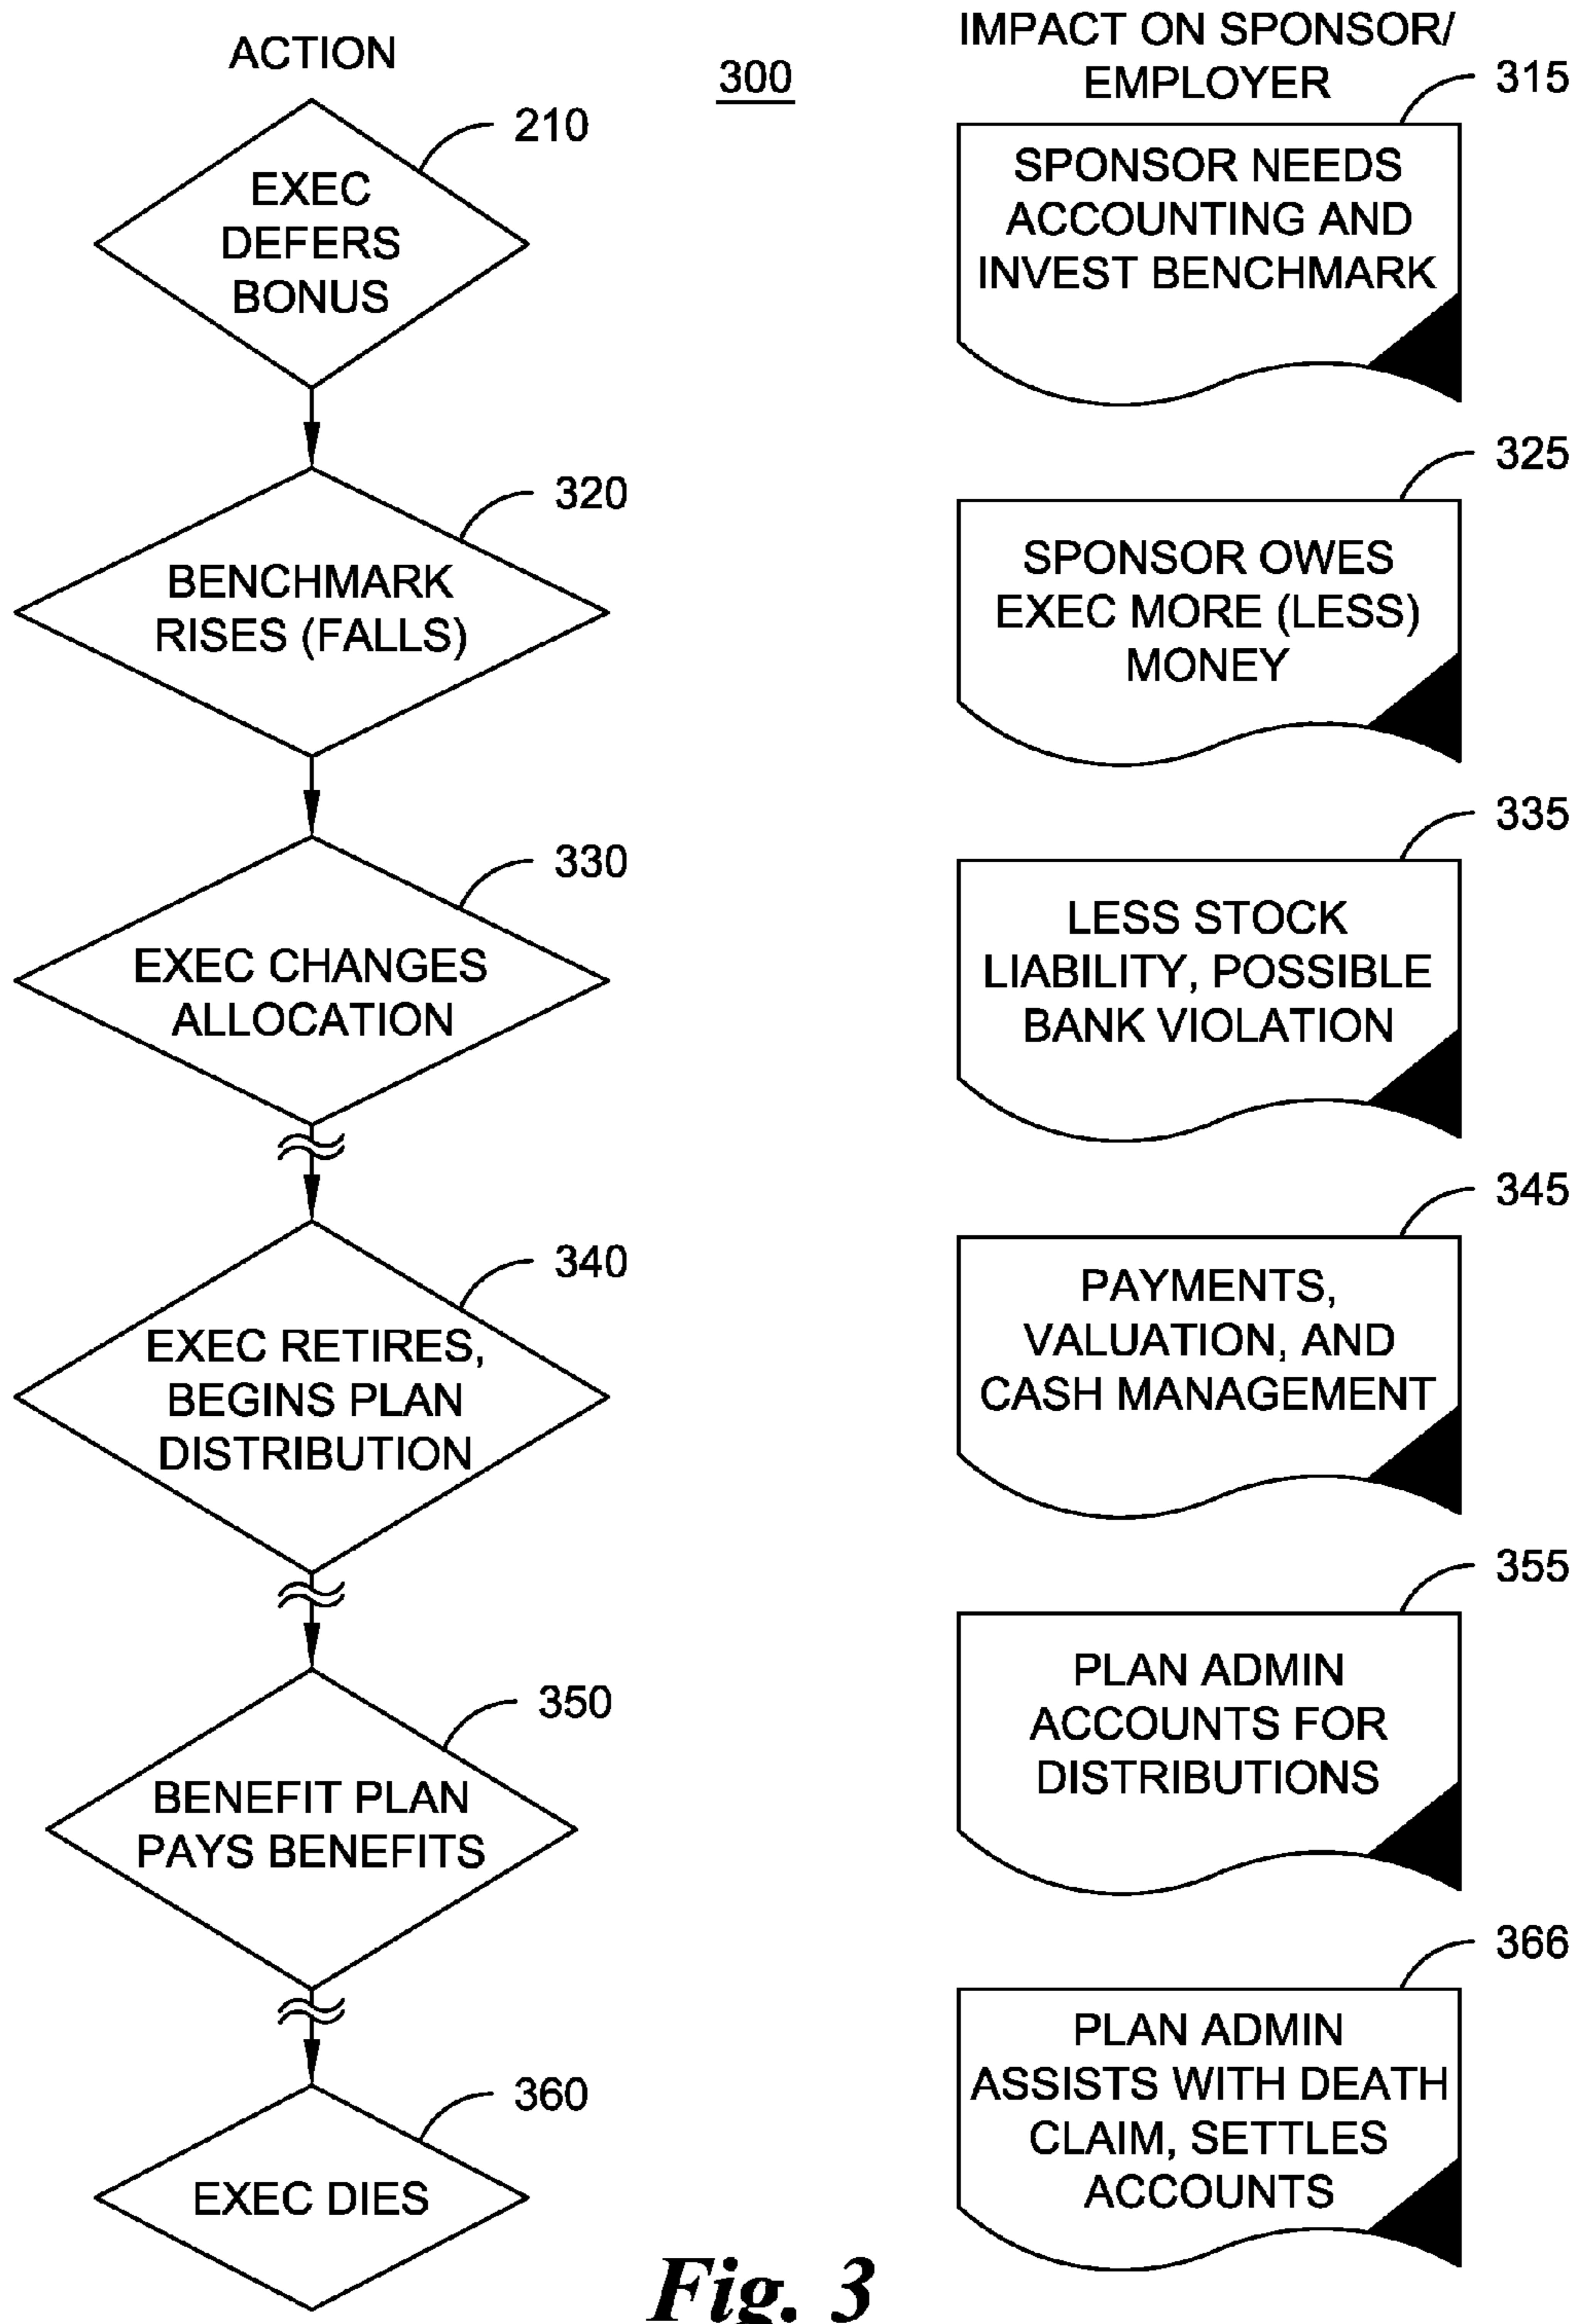 ACTION
300
IMPACT ON SPONSOR/
EMPLOYER
210
EXEC
DEFERS
BONUS
315
SPONSOR NEEDS
ACCOUNTING AND
INVEST BENCHMARK
320
BENCHMARK
RISES (FALLS)
325
SPONSOR OWES
EXEC MORE (LESS)
MONEY
330
EXEC CHANGES
ALLOCATION
335
LESS STOCK
LIABILITY, POSSIBLE
BANK VIOLATION
340
EXEC RETIRES,
BEGINS PLAN
DISTRIBUTION
345
PAYMENTS,
VALUATION, AND
CASH MANAGEMENT
350
BENEFIT PLAN
PAYS BENEFITS
355
PLAN ADMIN
ACCOUNTS FOR
DISTRIBUTIONS
360
EXEC DIES
366
PLAN ADMIN
ASSISTS WITH DEATH
CLAIM, SETTLES
ACCOUNTS
Fig. 3